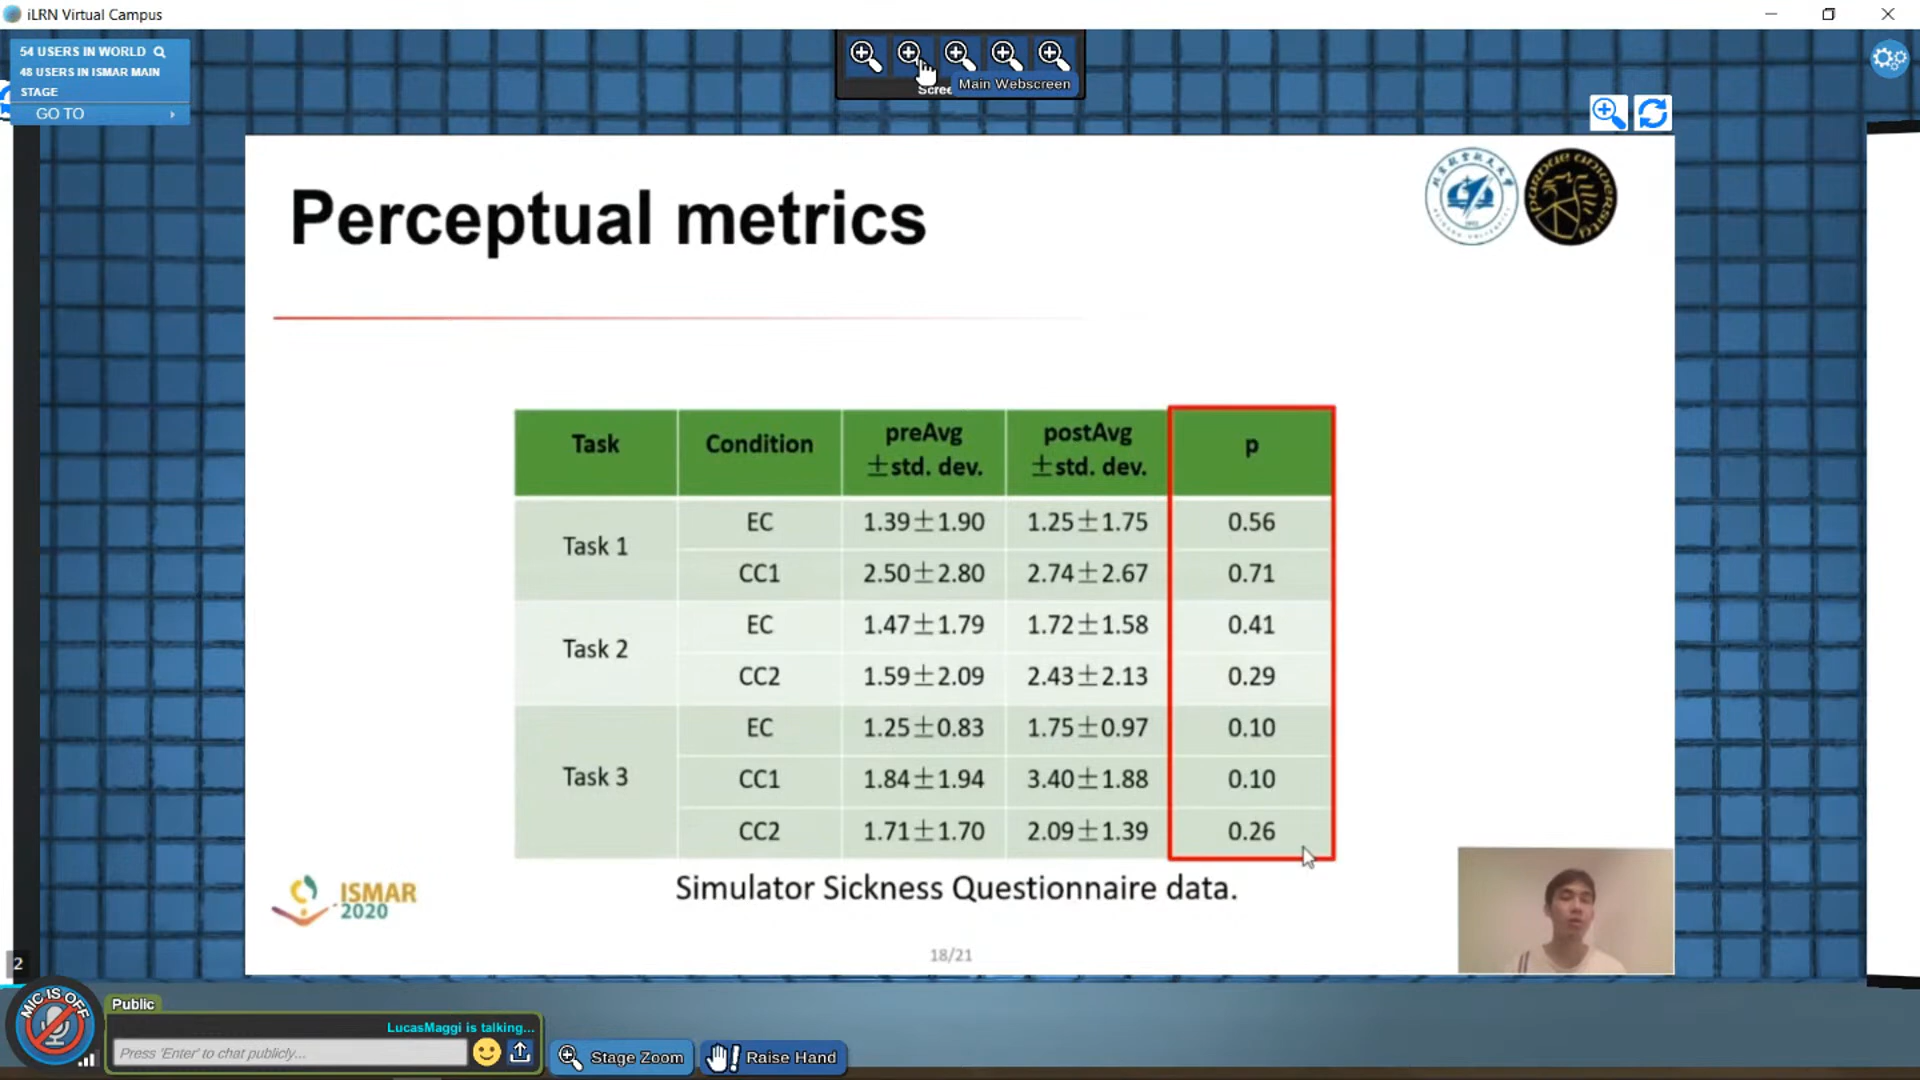 iLRN Virtual Campus
54 USERS IN WORLD
48 USERS IN ISMAR MAIN
STAGE
GO TO
Scree
Main Webscreen
Perceptual metrics
Task Condition preAvg ±std. dev. postAvg ±std. dev. p
Task 1 EC 1.39±1.90 1.25±1.75 0.56
CC1 2.50±2.80 2.74±2.67 0.71
Task 2 EC 1.47±1.79 1.72±1.58 0.41
CC2 1.59±2.09 2.43±2.13 0.29
Task 3 EC 1.25±0.83 1.75±0.97 0.10
CC1 1.84±1.94 3.40±1.88 0.10
CC2 1.71±1.70 2.09±1.39 0.26
Simulator Sickness Questionnaire data.
ISMAR
2020
18/21
2
MIC IS OFF
Public
LucasMaggi is talking...
Press 'Enter' to chat publicly...
Stage Zoom
Raise Hand